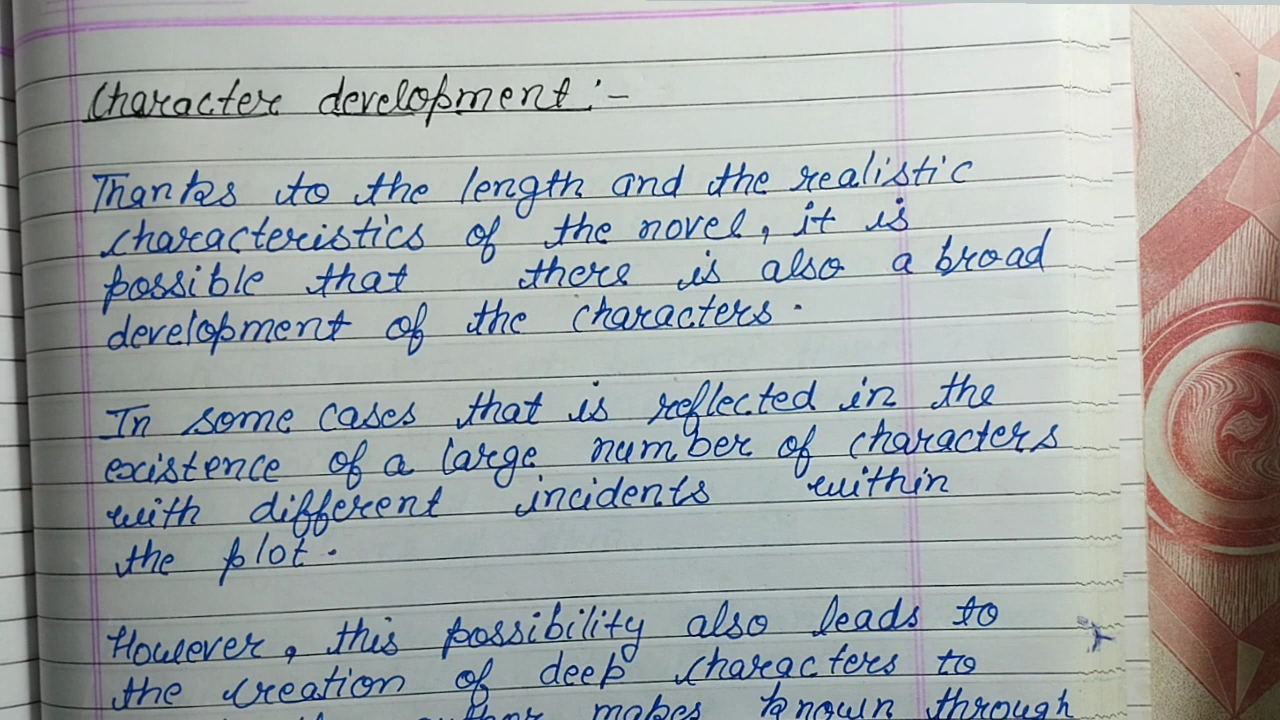 Character development :-
Thanks to the length and the realistic
characteristics of the novel, it is
possible that there is also a broad
development of the characters.
In some cases that is reflected in the
existence of a large number of characters
with different incidents within
the plot.
However, this possibility also leads to
the creation of deep characters to
makes known through